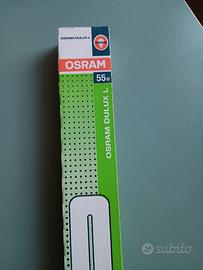 OSRAM DULUX L
OSRAM
55W
OSRAM DULUX L
subito